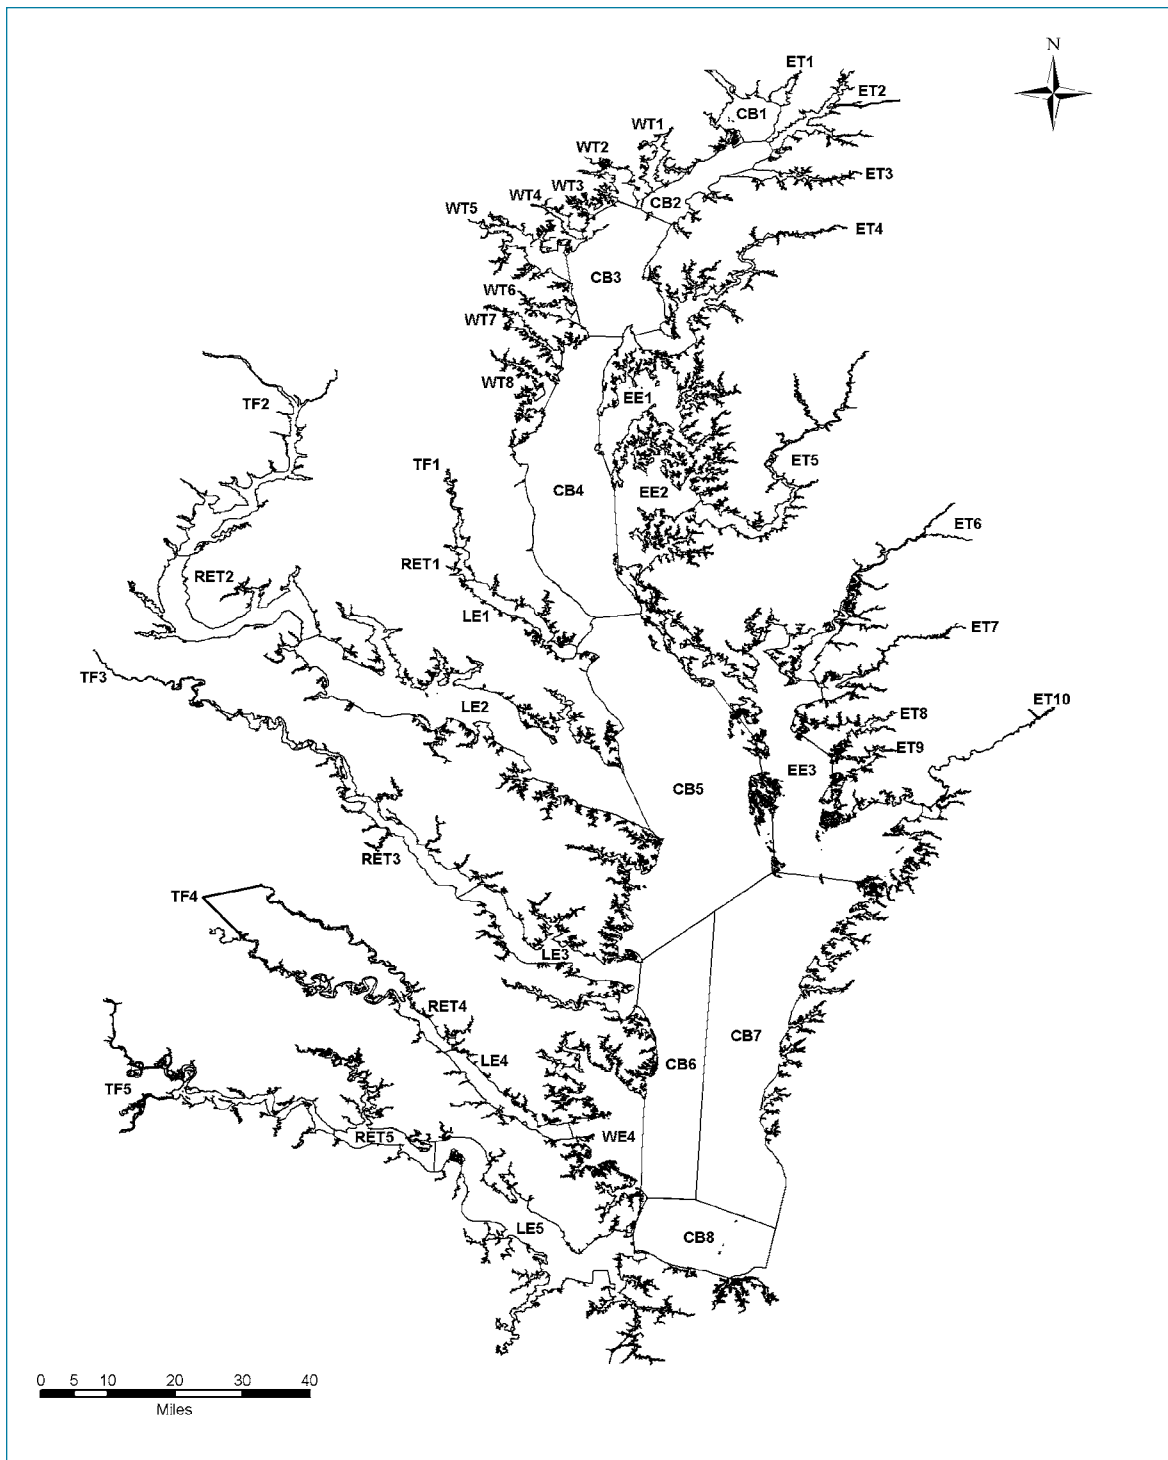 N
ET1
ET2
CB1
WT1
WT2
ET3
WT3
WT4
CB2
WT5
ET4
CB3
WT6
WT7
WT8
EE1
TF2
ET5
TF1
CB4
EE2
ET6
RET1
RET2
LE1
ET7
TF3
LE2
ET10
ET8
ET9
EE3
CB5
RET3
TF4
LE3
RET4
CB7
LE4
CB6
TF5
RET5
WE4
LE5
CB8
0 5 10 20 30 40
Miles